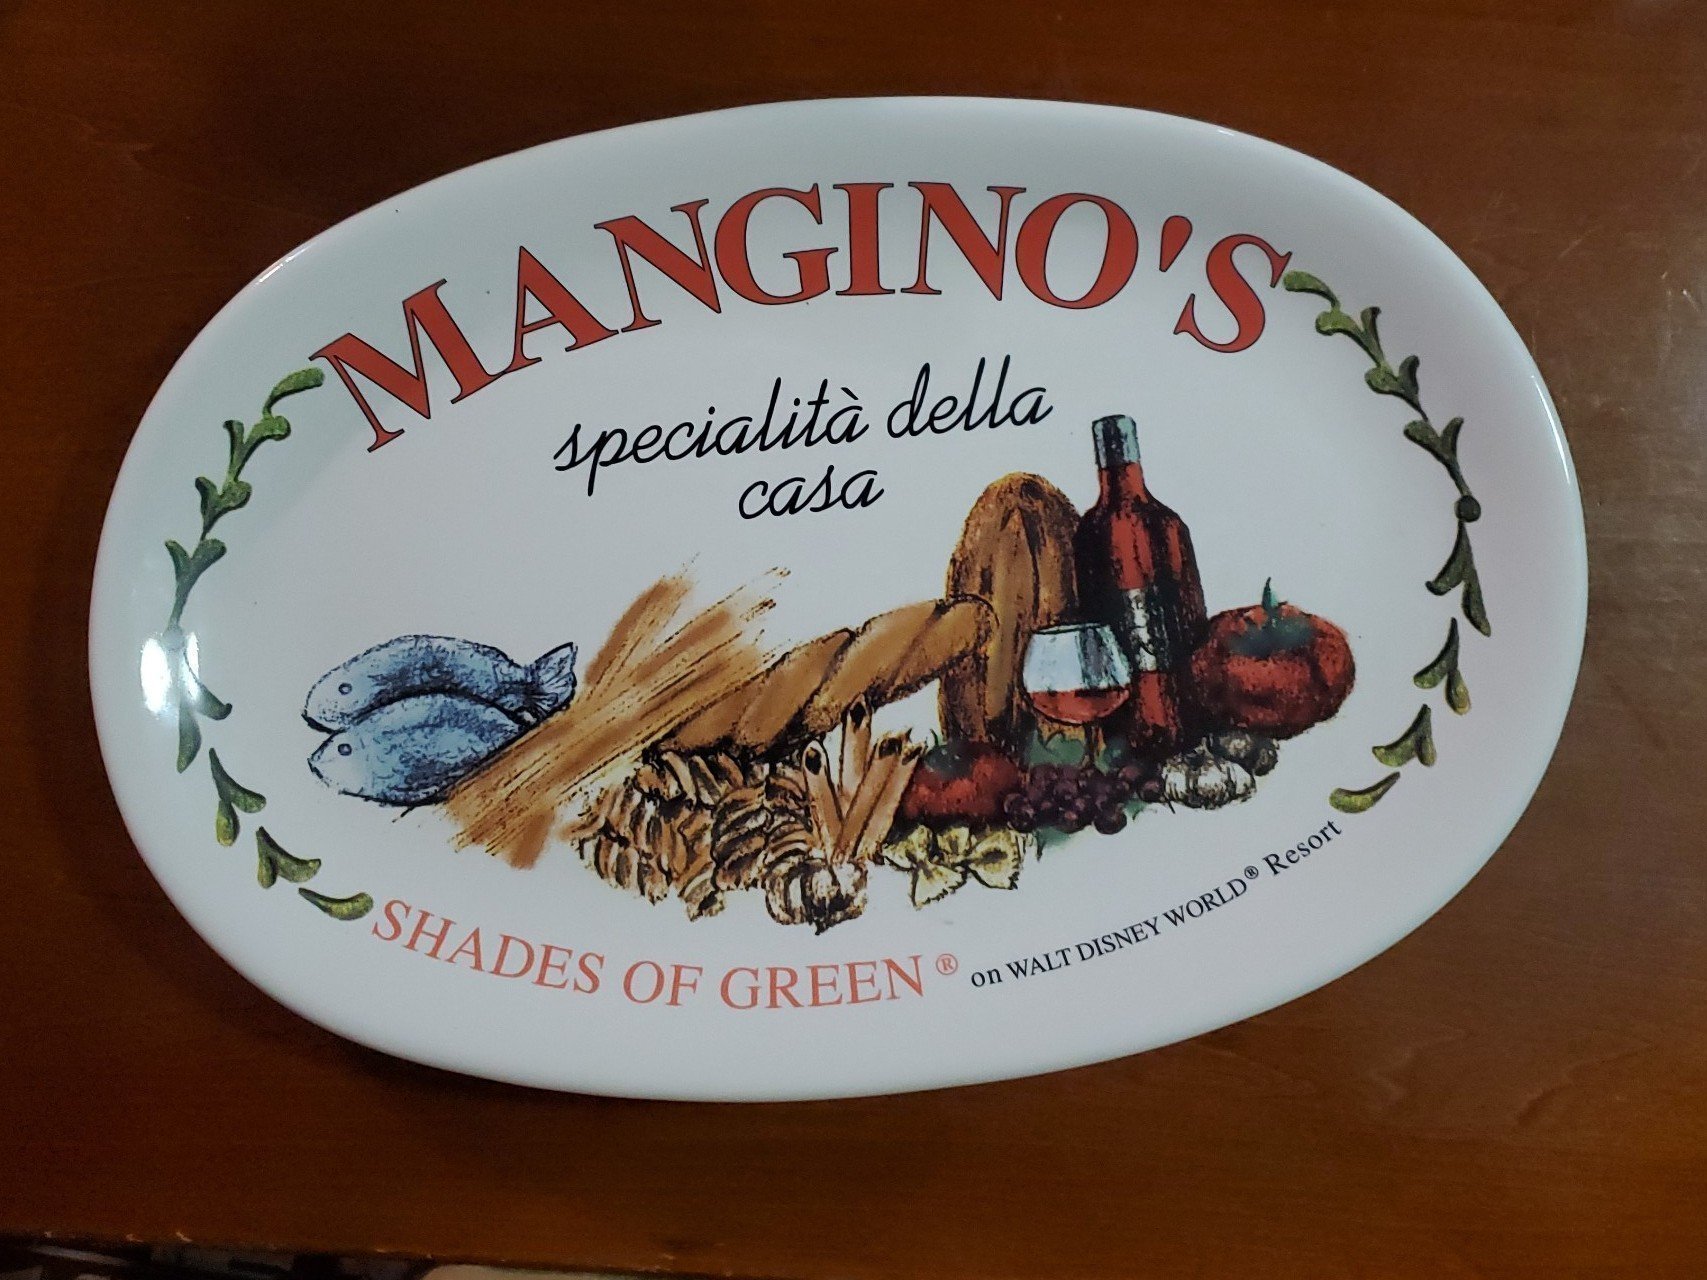 MANGINO'S
specialità della
casa
SHADES OF GREEN® on WALT DISNEY WORLD® Resort